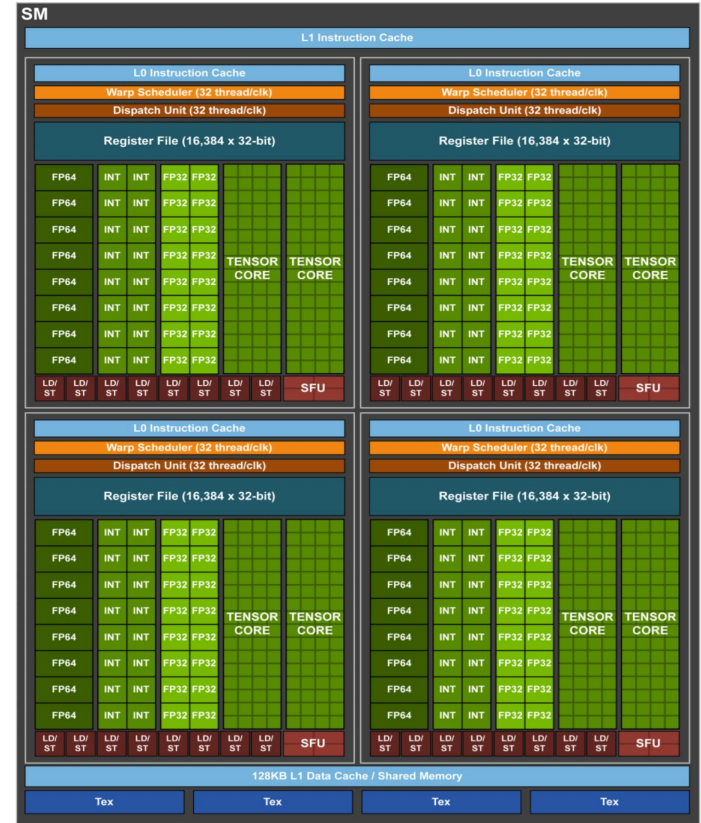 SM
L1 Instruction Cache
L0 Instruction Cache
Warp Scheduler (32 thread/clk)
Dispatch Unit (32 thread/clk)
Register File (16,384 x 32-bit)
FP64 INT INT FP32 FP32
FP64 INT INT FP32 FP32
FP64 INT INT FP32 FP32
FP64 INT INT FP32 FP32 TENSOR CORE TENSOR CORE
FP64 INT INT FP32 FP32
FP64 INT INT FP32 FP32
FP64 INT INT FP32 FP32
FP64 INT INT FP32 FP32
LD/ST LD/ST LD/ST LD/ST LD/ST LD/ST LD/ST LD/ST SFU
L0 Instruction Cache
Warp Scheduler (32 thread/clk)
Dispatch Unit (32 thread/clk)
Register File (16,384 x 32-bit)
FP64 INT INT FP32 FP32
FP64 INT INT FP32 FP32
FP64 INT INT FP32 FP32
FP64 INT INT FP32 FP32 TENSOR CORE TENSOR CORE
FP64 INT INT FP32 FP32
FP64 INT INT FP32 FP32
FP64 INT INT FP32 FP32
FP64 INT INT FP32 FP32
LD/ST LD/ST LD/ST LD/ST LD/ST LD/ST LD/ST LD/ST SFU
L0 Instruction Cache
Warp Scheduler (32 thread/clk)
Dispatch Unit (32 thread/clk)
Register File (16,384 x 32-bit)
FP64 INT INT FP32 FP32
FP64 INT INT FP32 FP32
FP64 INT INT FP32 FP32
FP64 INT INT FP32 FP32 TENSOR CORE TENSOR CORE
FP64 INT INT FP32 FP32
FP64 INT INT FP32 FP32
FP64 INT INT FP32 FP32
FP64 INT INT FP32 FP32
LD/ST LD/ST LD/ST LD/ST LD/ST LD/ST LD/ST LD/ST SFU
L0 Instruction Cache
Warp Scheduler (32 thread/clk)
Dispatch Unit (32 thread/clk)
Register File (16,384 x 32-bit)
FP64 INT INT FP32 FP32
FP64 INT INT FP32 FP32
FP64 INT INT FP32 FP32
FP64 INT INT FP32 FP32 TENSOR CORE TENSOR CORE
FP64 INT INT FP32 FP32
FP64 INT INT FP32 FP32
FP64 INT INT FP32 FP32
FP64 INT INT FP32 FP32
LD/ST LD/ST LD/ST LD/ST LD/ST LD/ST LD/ST LD/ST SFU
128KB L1 Data Cache / Shared Memory
Tex Tex Tex Tex